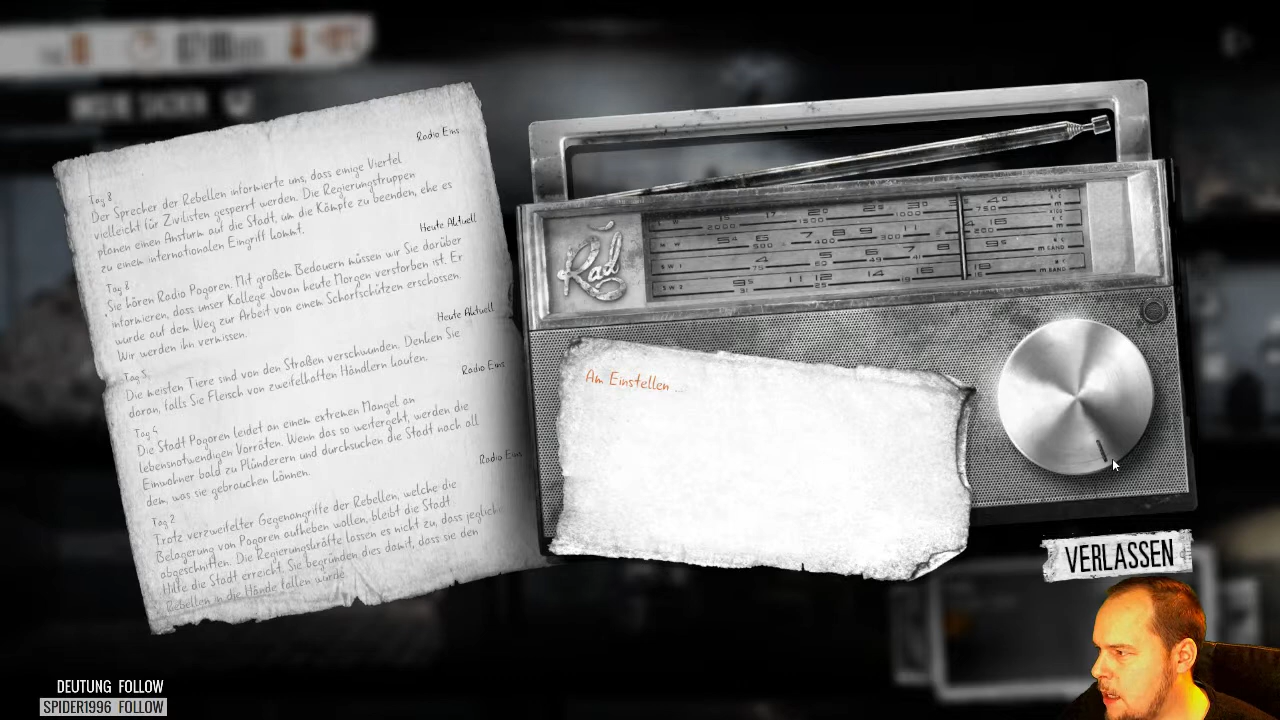 Radio Eins
Tag 8
Der Sprecher der Rebellen informierte uns, dass einige Viertel
vielleicht für Zivilisten gesperrt werden. Die Regierungstruppen
planen einen Ansturm auf die Stadt, um die Kämpfe zu beenden, ehe es
zu einem internationalen Eingriff kommt.
Heute Aktuell
Tag 8
Sie hören Radio Pogoren. Mit großen Bedauern müssen wir Sie darüber
informieren, dass unser Kollege Jovan heute Morgen verstorben ist. Er
wurde auf dem Weg zur Arbeit von einem Scharfschützen erschossen.
Wir werden ihn vermissen.
Heute Aktuell
Tag 5
Die meisten Tiere sind von den Straßen verschwunden. Denken Sie
daran, falls Sie Fleisch von zweifelhaften Händlern kaufen.
Radio Eins
Tag 4
Die Stadt Pogoren leidet an einen extremen Mangel an
lebensnotwendigen Vorräten. Wenn das so weitergeht, werden die
Einwohner bald zu Plünderern und durchsuchen die Stadt nach all
dem, was sie gebrauchen können.
Radio Eins
Tag 2
Trotz verzweifelter Gegenangriffe der Rebellen, welche die
Belagerung von Pogoren aufheben wollen, bleibt die Stadt
abgeschnitten. Die Regierungskräfte lassen es nicht zu, dass jegliche
Hilfe die Stadt erreicht. Sie begründen dies damit, dass sie den
Rebellen in die Hände fallen würde.
Rad
Am Einstellen ...
VERLASSEN
DEUTUNG FOLLOW
SPIDER1996 FOLLOW